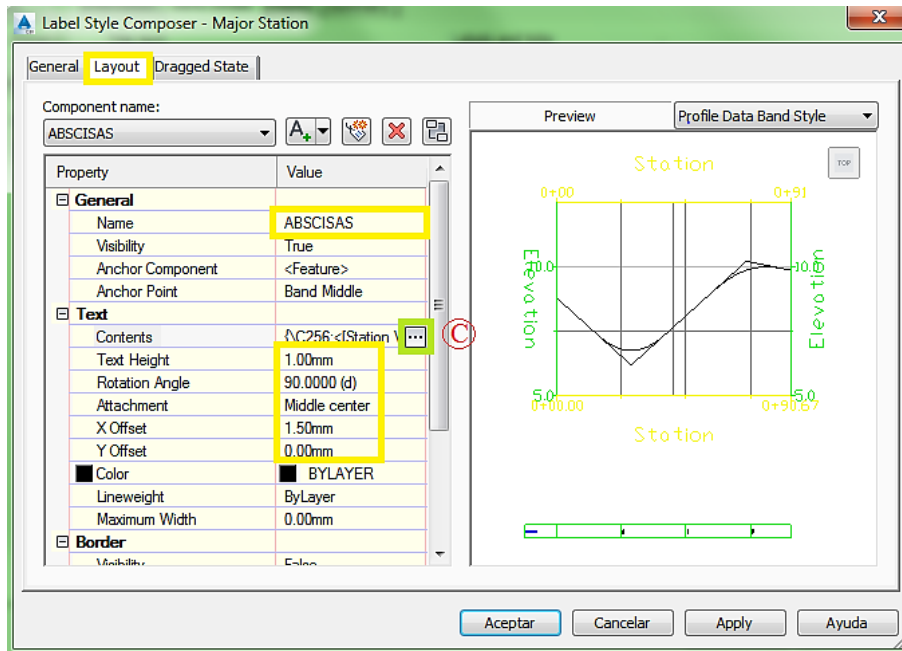 Label Style Composer - Major Station
General Layout Dragged State
Component name:
ABSCISAS
Property Value
General
Name ABSCISAS
Visibility True
Anchor Component <Feature>
Anchor Point Band Middle
Text
Contents <[Station V ...
Text Height 1.00mm
Rotation Angle 90.0000 (d)
Attachment Middle center
X Offset 1.50mm
Y Offset 0.00mm
Color BYLAYER
Lineweight ByLayer
Maximum Width 0.00mm
Border
Visibility False
©
Preview Profile Data Band Style
TOP
Station
0+00 0+91
Elevation
10.0 10.0
Elevation
5.0 5.0
0+00.00 0+90.67
Station
Aceptar Cancelar Apply Ayuda